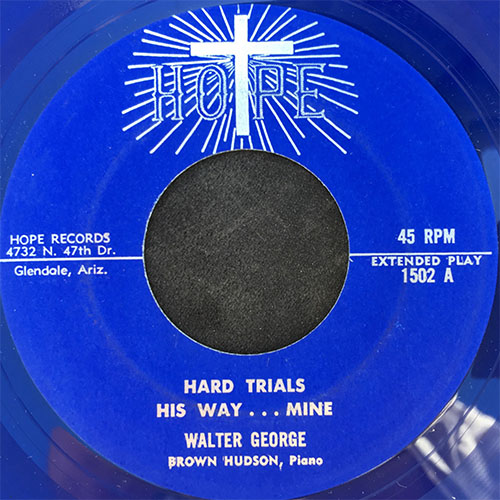 HOPE
HOPE RECORDS
4732 N. 47th Dr.
Glendale, Ariz.
45 RPM
EXTENDED PLAY
1502 A
HARD TRIALS
HIS WAY . . . MINE
WALTER GEORGE
BROWN HUDSON, Piano